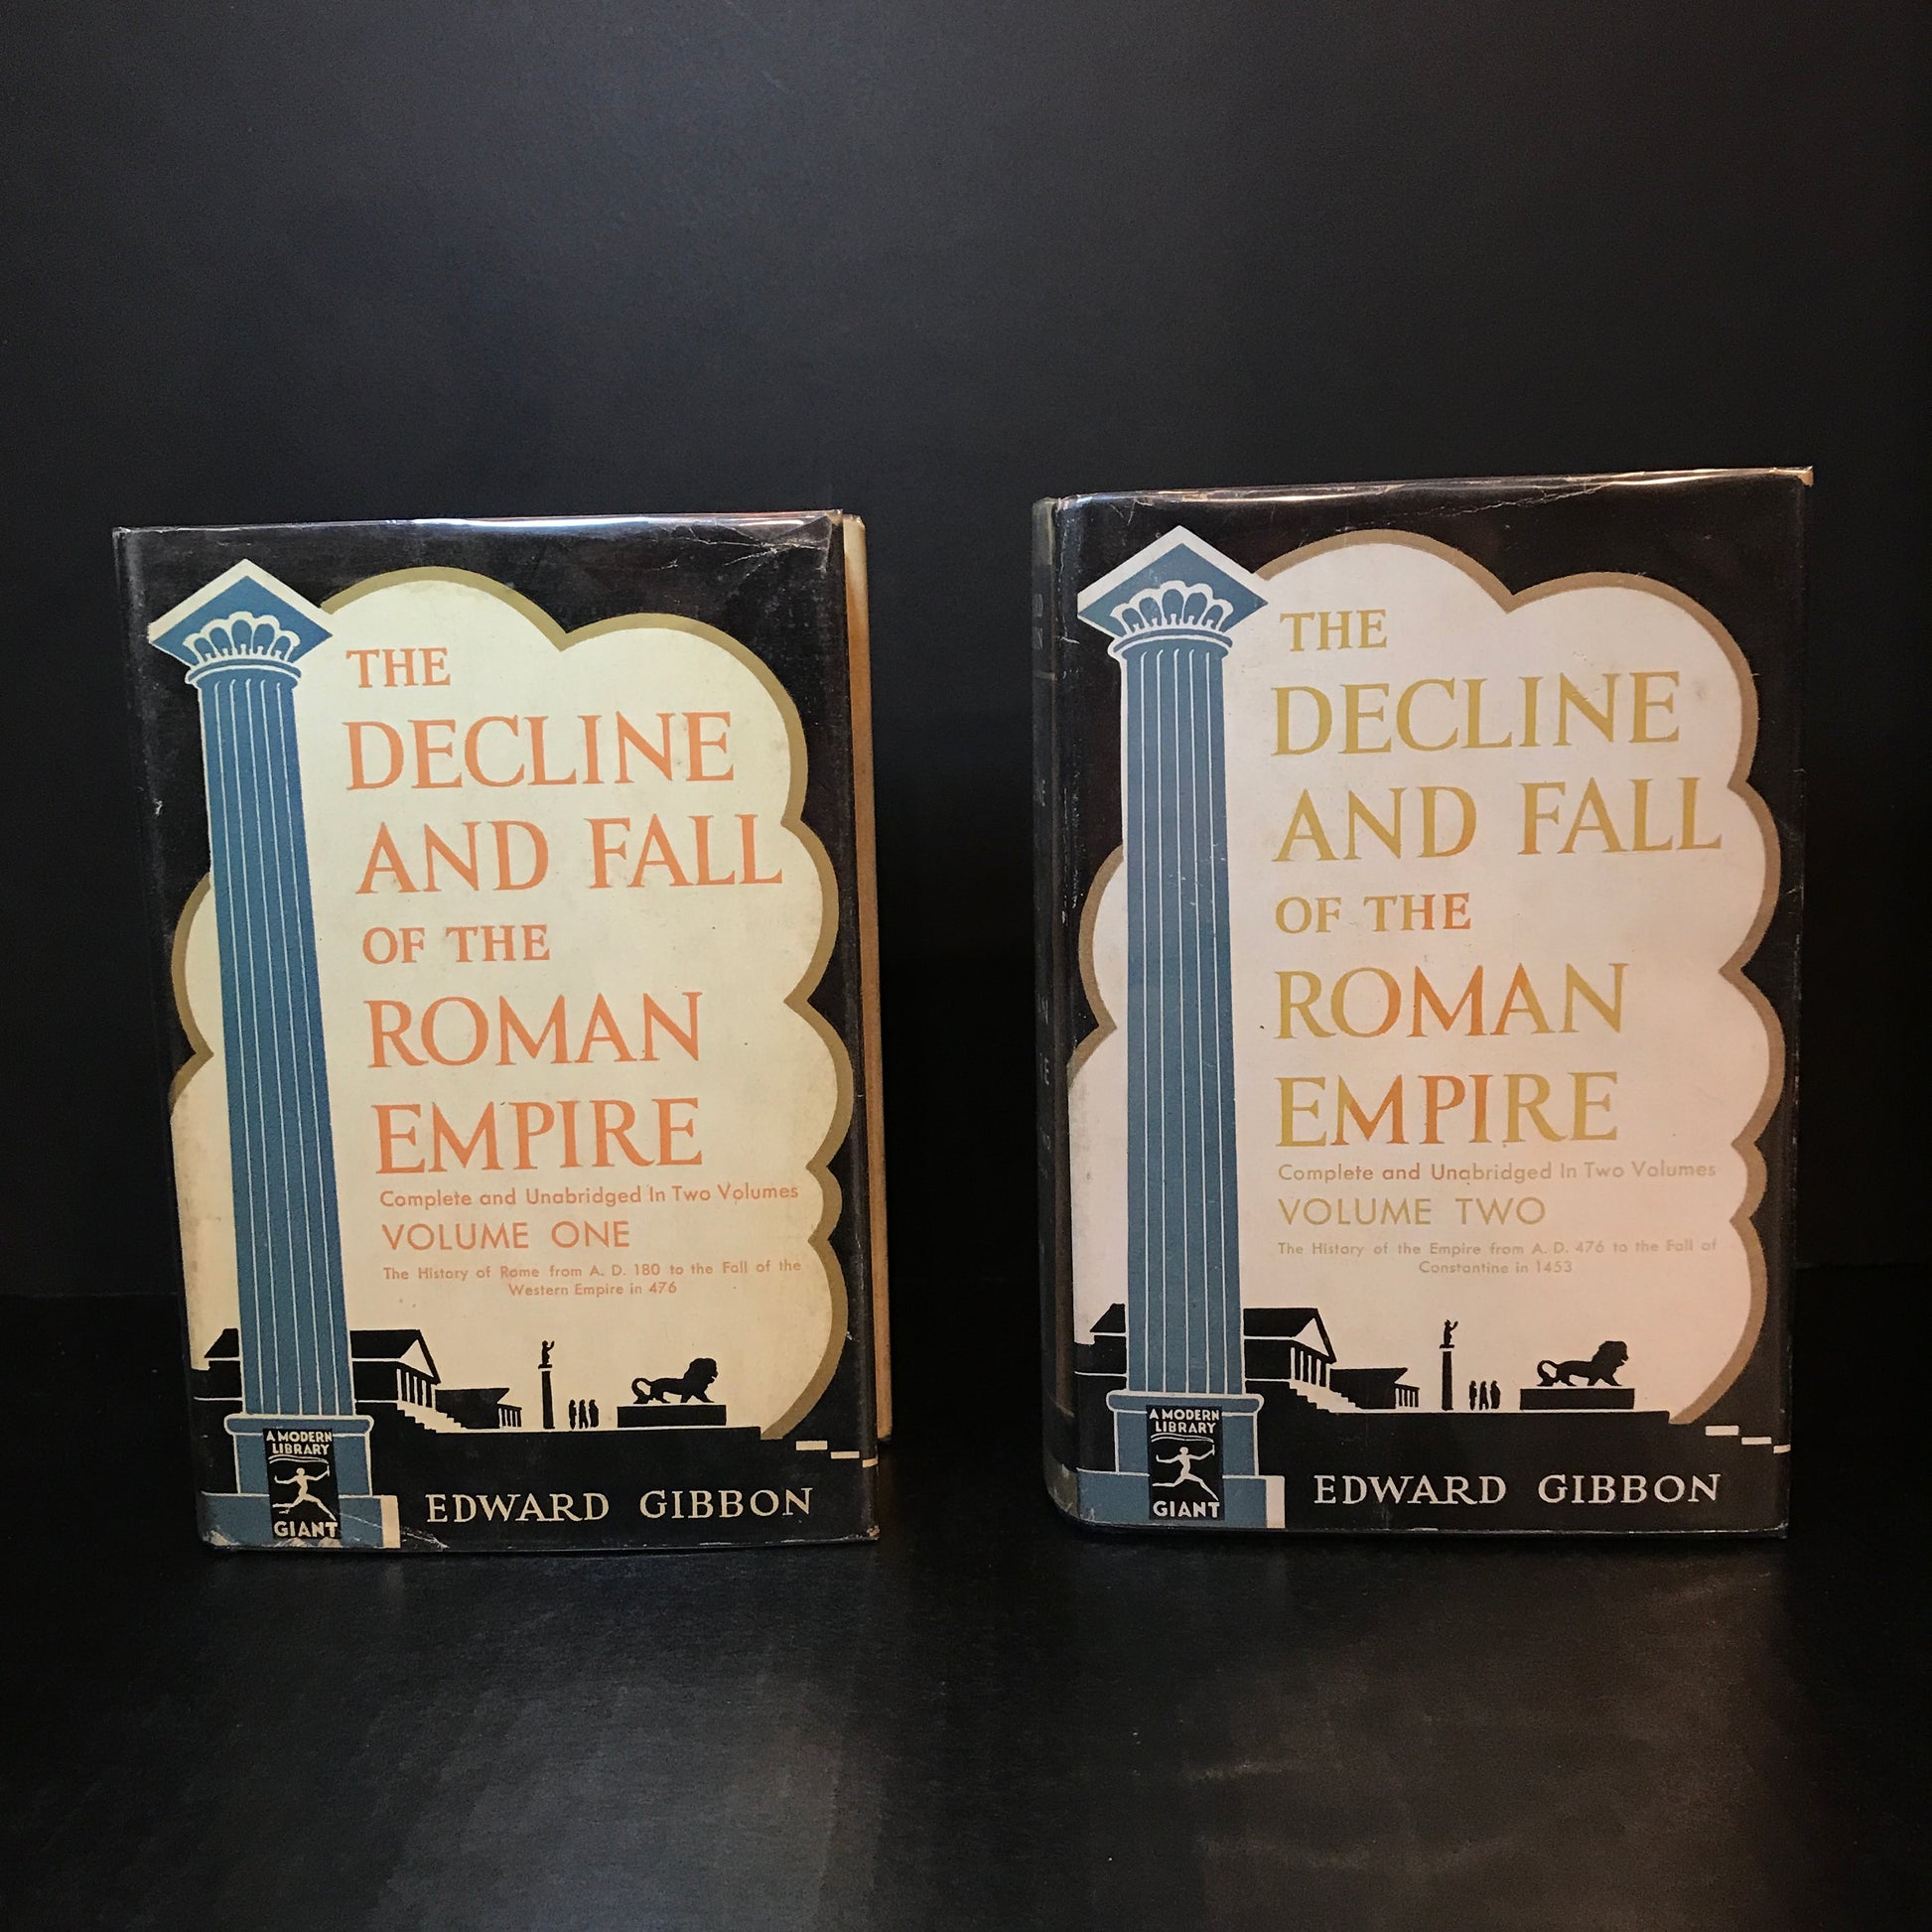 THE
DECLINE
AND FALL
OF THE
ROMAN
EMPIRE
Complete and Unabridged In Two Volumes
VOLUME ONE
The History of Rome from A. D. 180 to the Fall of the
Western Empire in 476
A MODERN
LIBRARY
GIANT
EDWARD GIBBON
THE
DECLINE
AND FALL
OF THE
ROMAN
EMPIRE
Complete and Unabridged In Two Volumes
VOLUME TWO
The History of the Empire from A. D. 476 to the Fall of
Constantine in 1453
A MODERN
LIBRARY
GIANT
EDWARD GIBBON